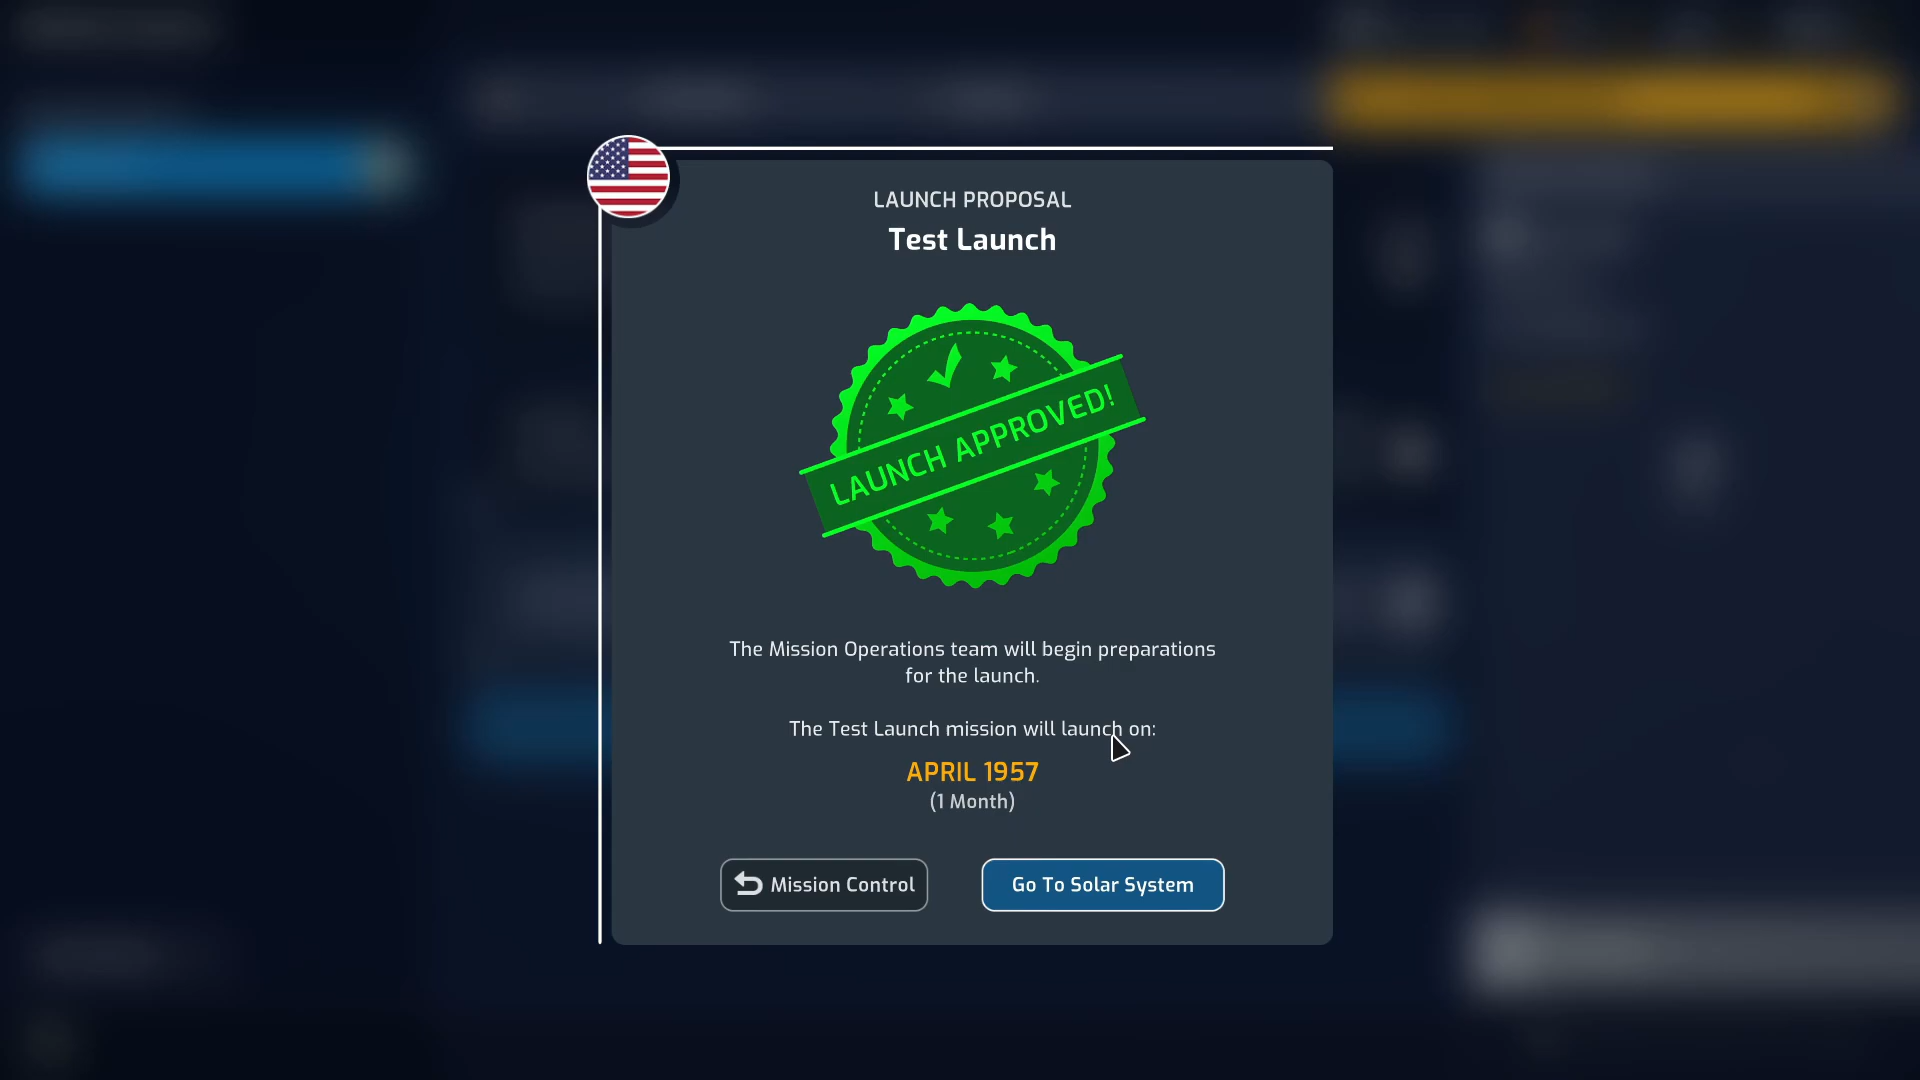 LAUNCH PROPOSAL
Test Launch
LAUNCH APPROVED!
The Mission Operations team will begin preparations
for the launch.
The Test Launch mission will launch on:
APRIL 1957
(1 Month)
Mission Control
Go To Solar System